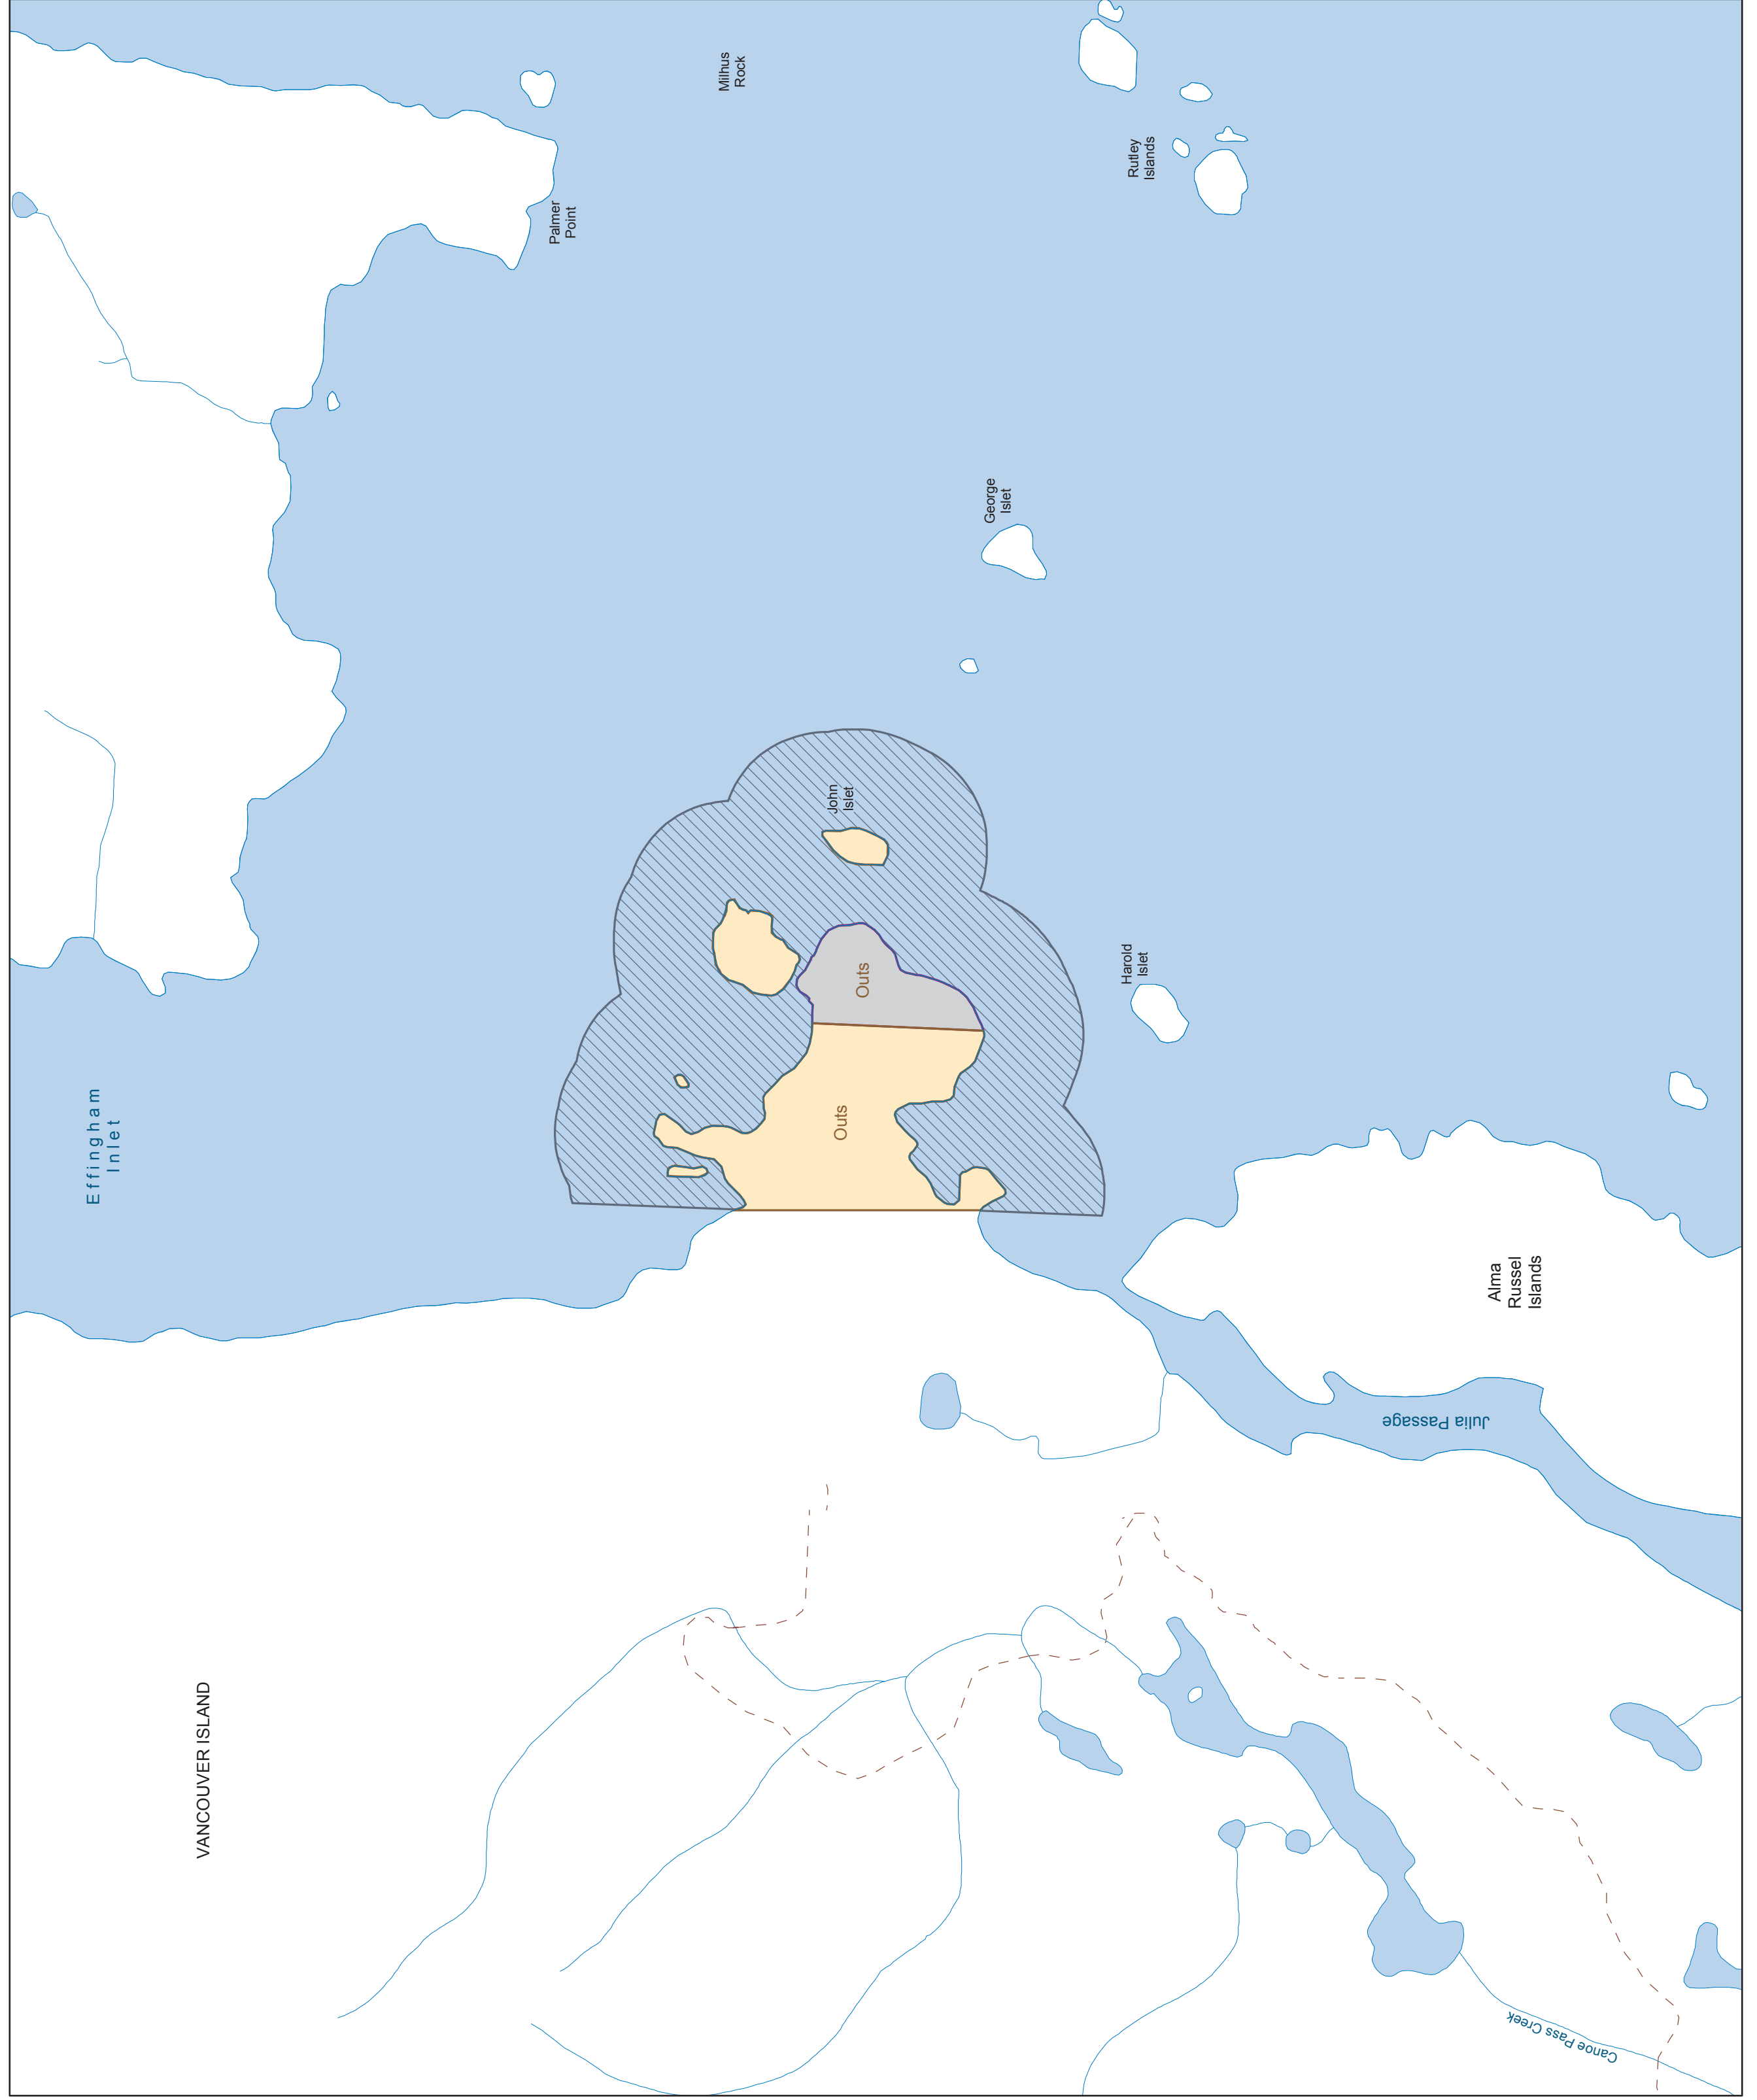 VANCOUVER ISLAND
Effingham
Inlet
Palmer
Point
Milhus
Rock
John
Islet
Outs
Outs
George
Islet
Harold
Islet
Rutley
Islands
Julia Passage
Alma
Russel
Islands
Canoe Pass Creek